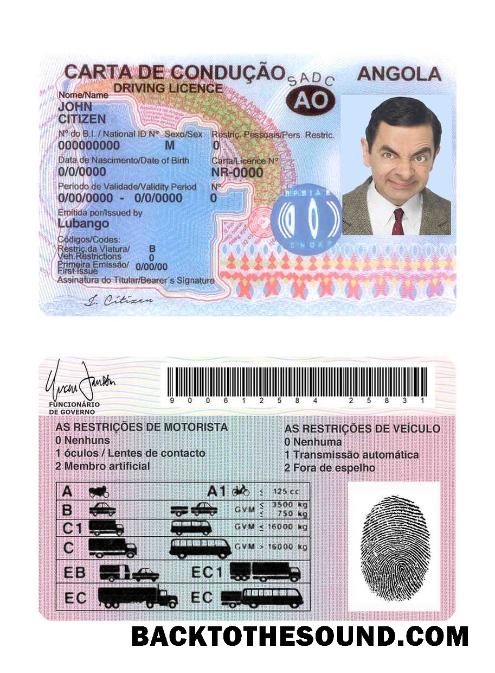 CARTA DE CONDUÇÃO SADC ANGOLA
DRIVING LICENCE AO
Nome/Name
JOHN
CITIZEN
Nº do B.I. / National ID Nº Sexo/Sex Restriç. Pessoais/Pers. Restric.
000000000 M 0
Data de Nascimento/Date of Birth Carta/Licence Nº
0/0/0000 NR-0000
Periodo de Validade/Validity Period Nº
0/00/0000 - 0/0/0000 0
Emitida por/Issued by
Lubango
Códigos/Codes:
Restric.da Viatura/ B
Veh.Restrictions 0
Primeira Emissão/ 0/00/00
First Issue
Assinatura do Titular/Bearer´s Signature
J. Citizen
FUNCIONÁRIO
DE GOVERNO
9 0 0 6 1 2 5 8 4 2 5 8 3 1
AS RESTRIÇÕES DE MOTORISTA
0 Nenhuns
1 óculos / Lentes de contacto
2 Membro artificial
AS RESTRIÇÕES DE VEÍCULO
0 Nenhuma
1 Transmissão automática
2 Fora de espelho
A A1 ≤ 125 cc
B GVM ≤ 3500 kg
≤ 750 kg
C1 GVM ≤ 16000 kg
C GVM > 16000 kg
EB EC1
EC EC
BACKTOTHESOUND.COM